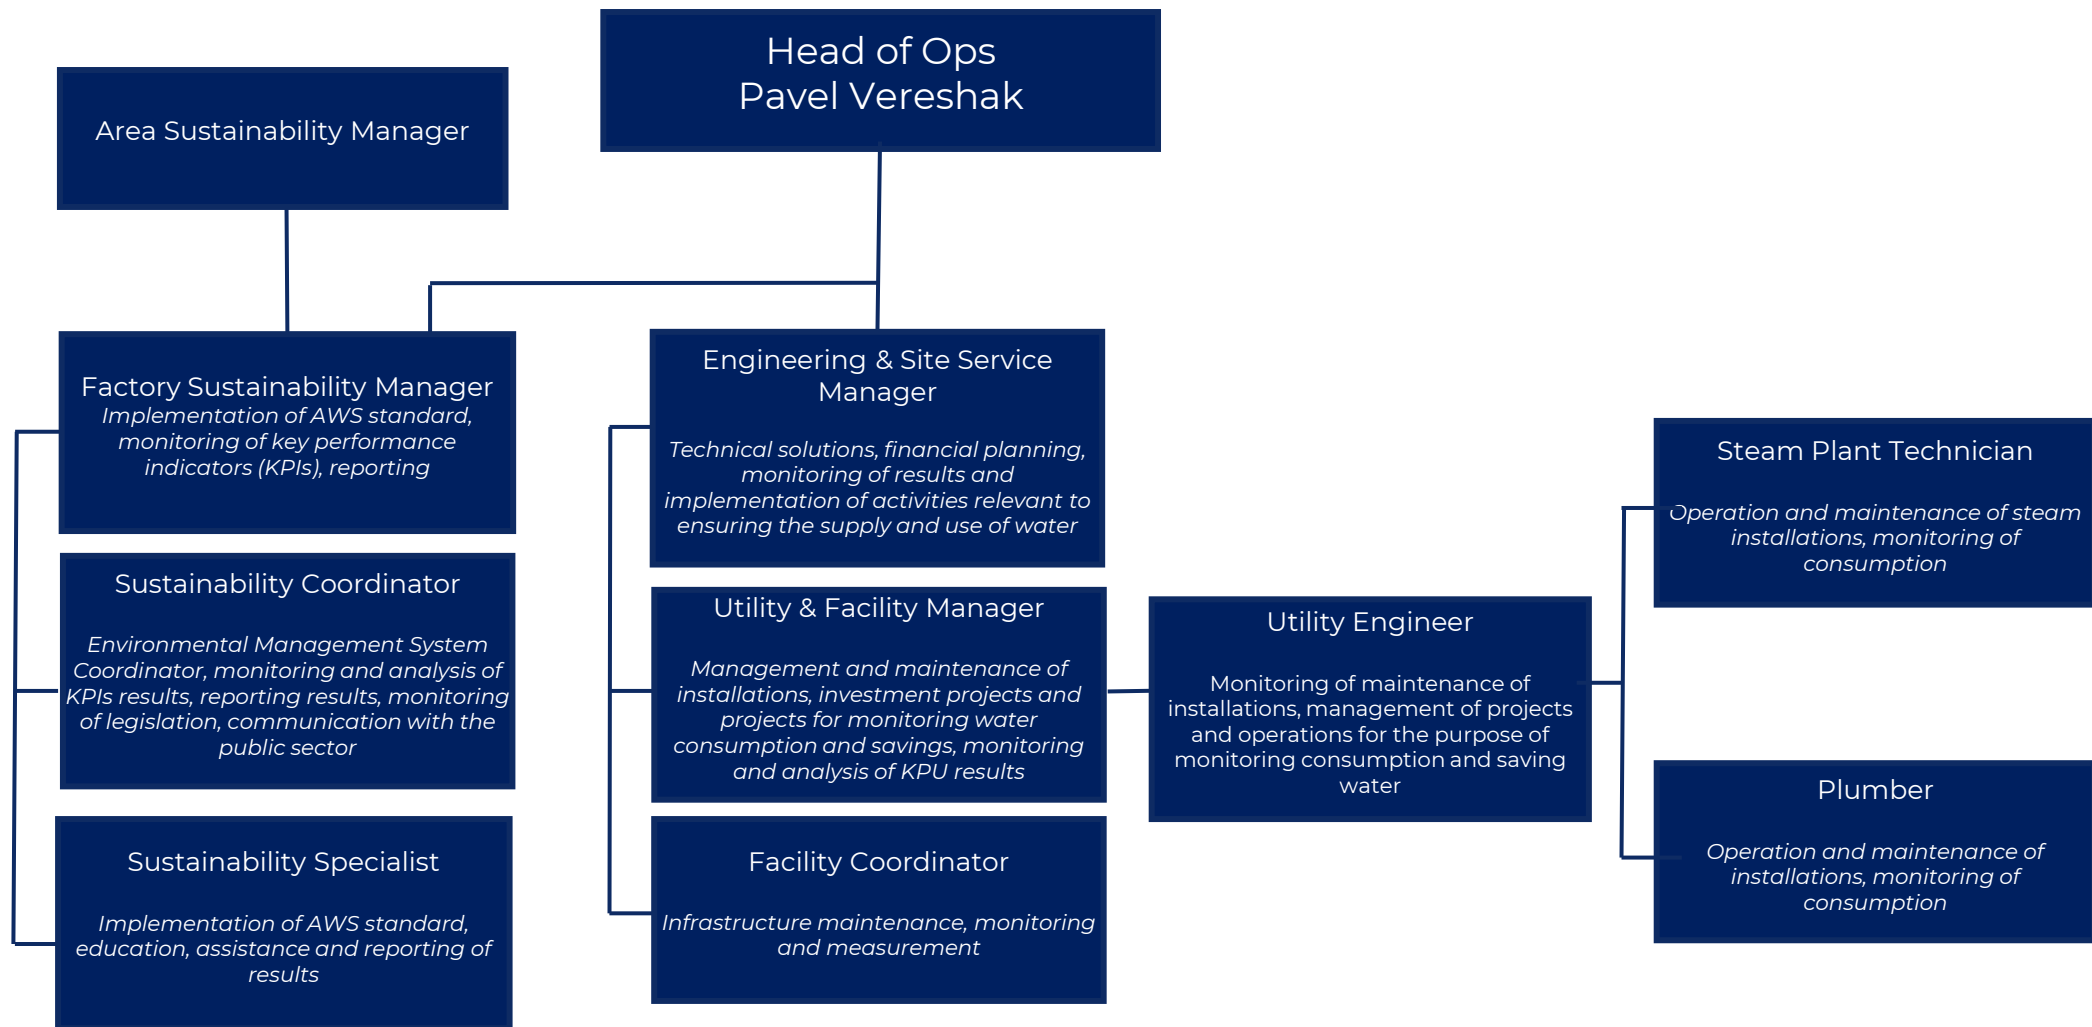 Head of Ops
Pavel Vereshak
Area Sustainability Manager
Factory Sustainability Manager
Implementation of AWS standard,
monitoring of key performance
indicators (KPIs), reporting
Sustainability Coordinator
Environmental Management System
Coordinator, monitoring and analysis of
KPIs results, reporting results, monitoring
of legislation, communication with the
public sector
Sustainability Specialist
Implementation of AWS standard,
education, assistance and reporting of
results
Engineering & Site Service
Manager
Technical solutions, financial planning,
monitoring of results and
implementation of activities relevant to
ensuring the supply and use of water
Utility & Facility Manager
Management and maintenance of
installations, investment projects and
projects for monitoring water
consumption and savings, monitoring
and analysis of KPU results
Facility Coordinator
Infrastructure maintenance, monitoring
and measurement
Utility Engineer
Monitoring of maintenance of
installations, management of projects
and operations for the purpose of
monitoring consumption and saving
water
Steam Plant Technician
Operation and maintenance of steam
installations, monitoring of
consumption
Plumber
Operation and maintenance of
installations, monitoring of
consumption